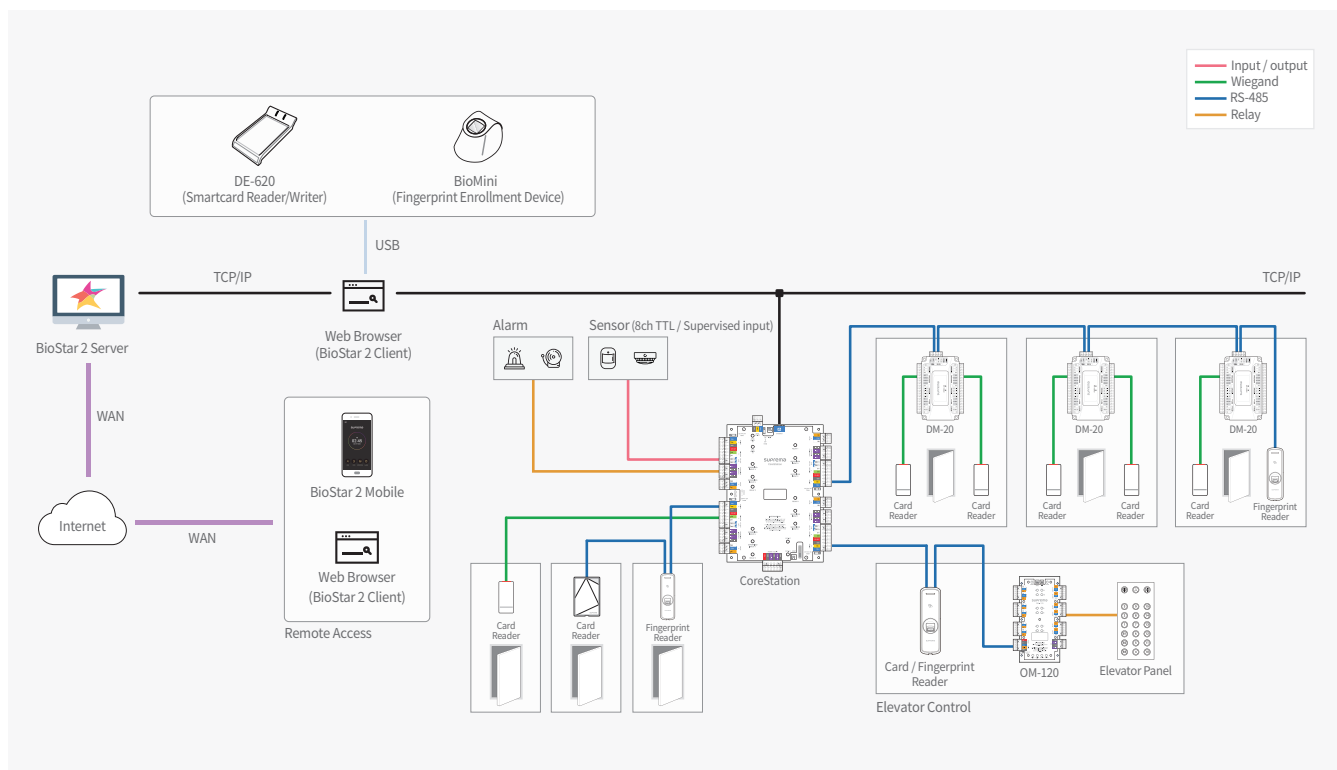 Input / output
Wiegand
RS-485
Relay
DE-620
(Smartcard Reader/Writer)
BioMini
(Fingerprint Enrollment Device)
USB
TCP/IP
TCP/IP
BioStar 2 Server
Web Browser
(BioStar 2 Client)
Alarm
Sensor (8ch TTL / Supervised input)
WAN
Internet
WAN
BioStar 2 Mobile
Web Browser
(BioStar 2 Client)
Remote Access
suprema
CoreStation
DM-20
DM-20
DM-20
Card
Reader
Card
Reader
Card
Reader
Card
Reader
Card
Reader
Fingerprint
Reader
Card
Reader
Card
Reader
Fingerprint
Reader
Card / Fingerprint
Reader
OM-120
Elevator Panel
Elevator Control